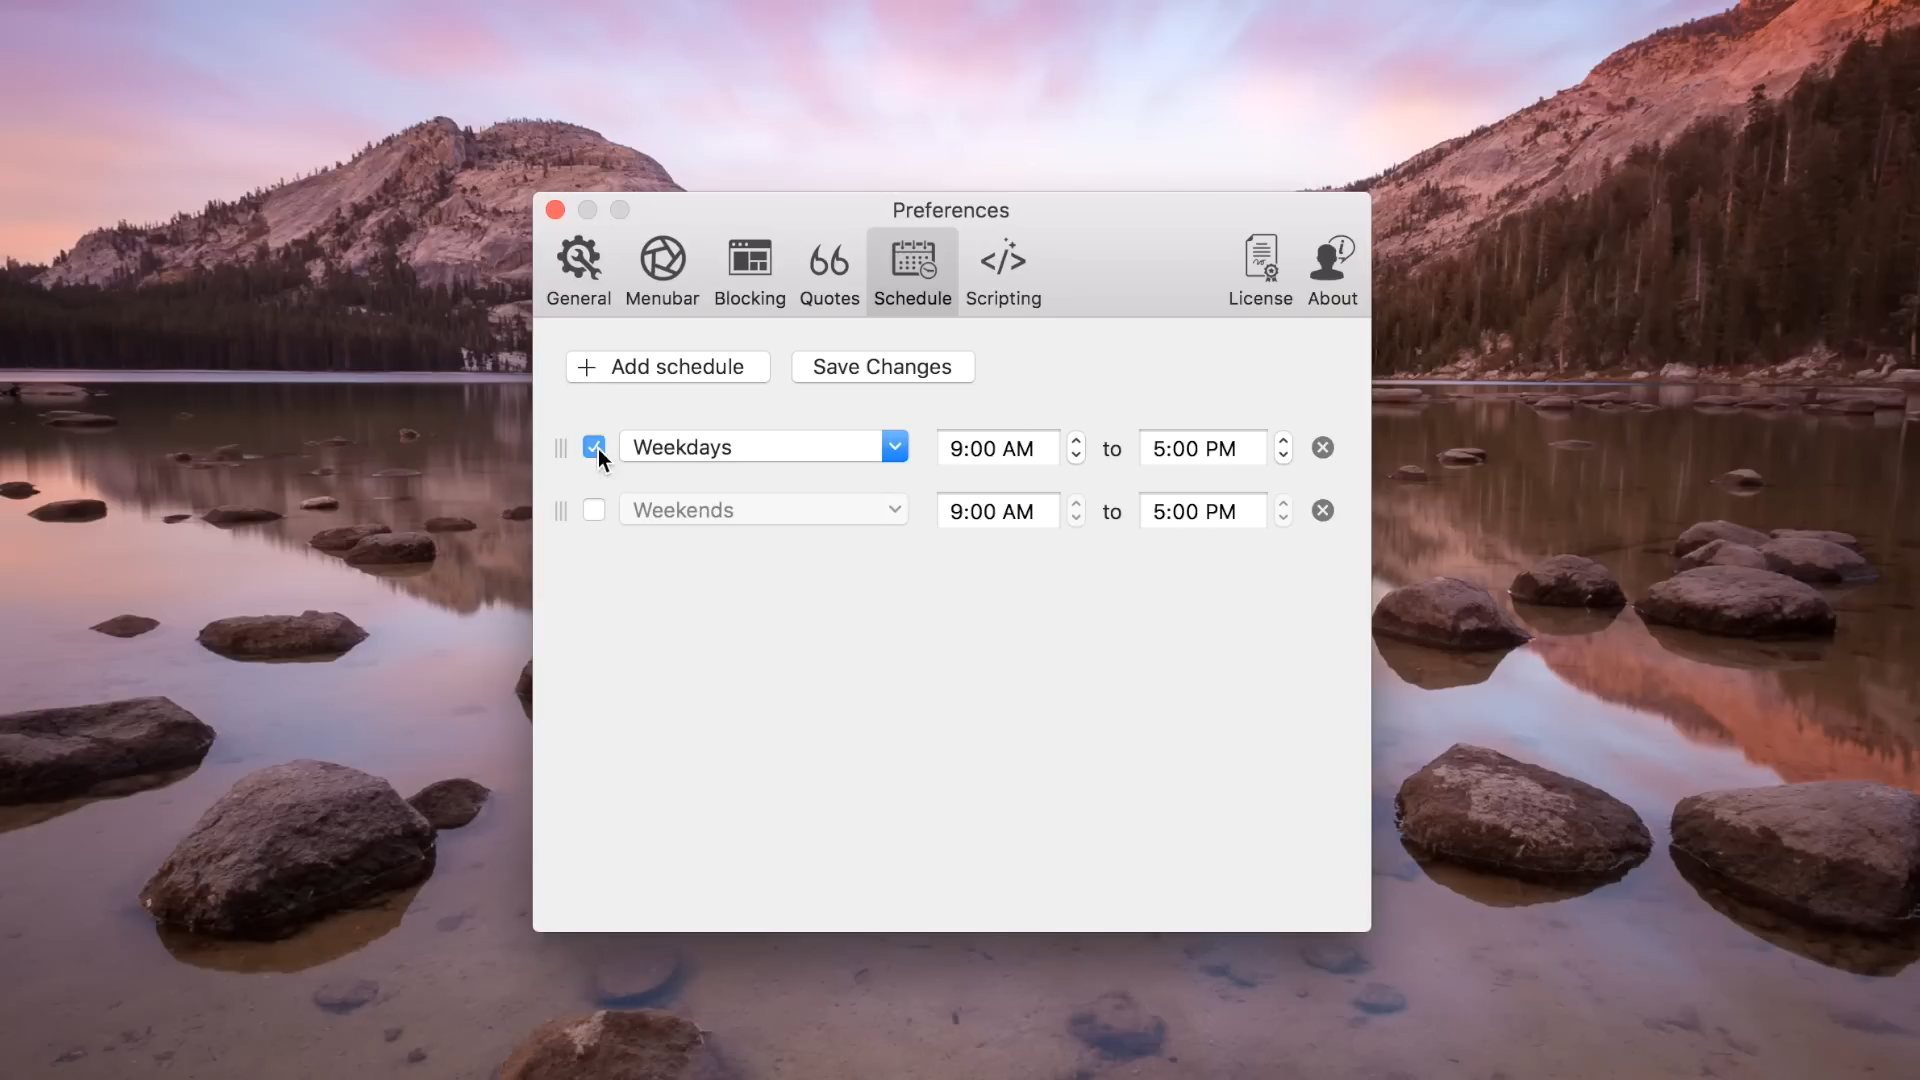 Preferences
General Menubar Blocking Quotes Schedule Scripting License About
+ Add schedule Save Changes
Weekdays 9:00 AM to 5:00 PM
Weekends 9:00 AM to 5:00 PM